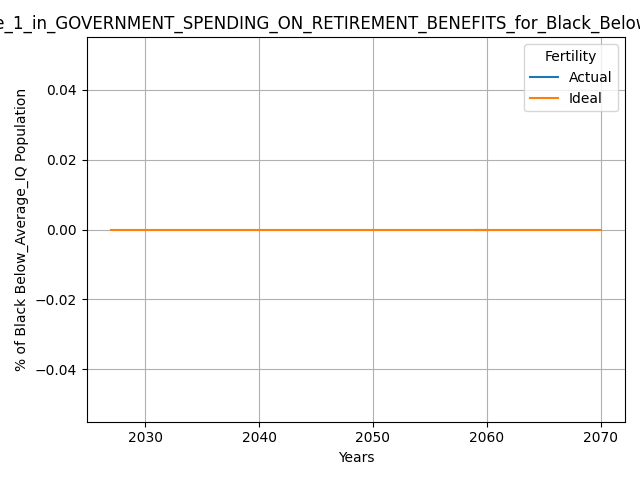 e_1_in_GOVERNMENT_SPENDING_ON_RETIREMENT_BENEFITS_for_Black_Below
Fertility
Actual
Ideal
0.04
0.02
0.00
−0.02
−0.04
% of Black Below_Average_IQ Population
2030 2040 2050 2060 2070
Years